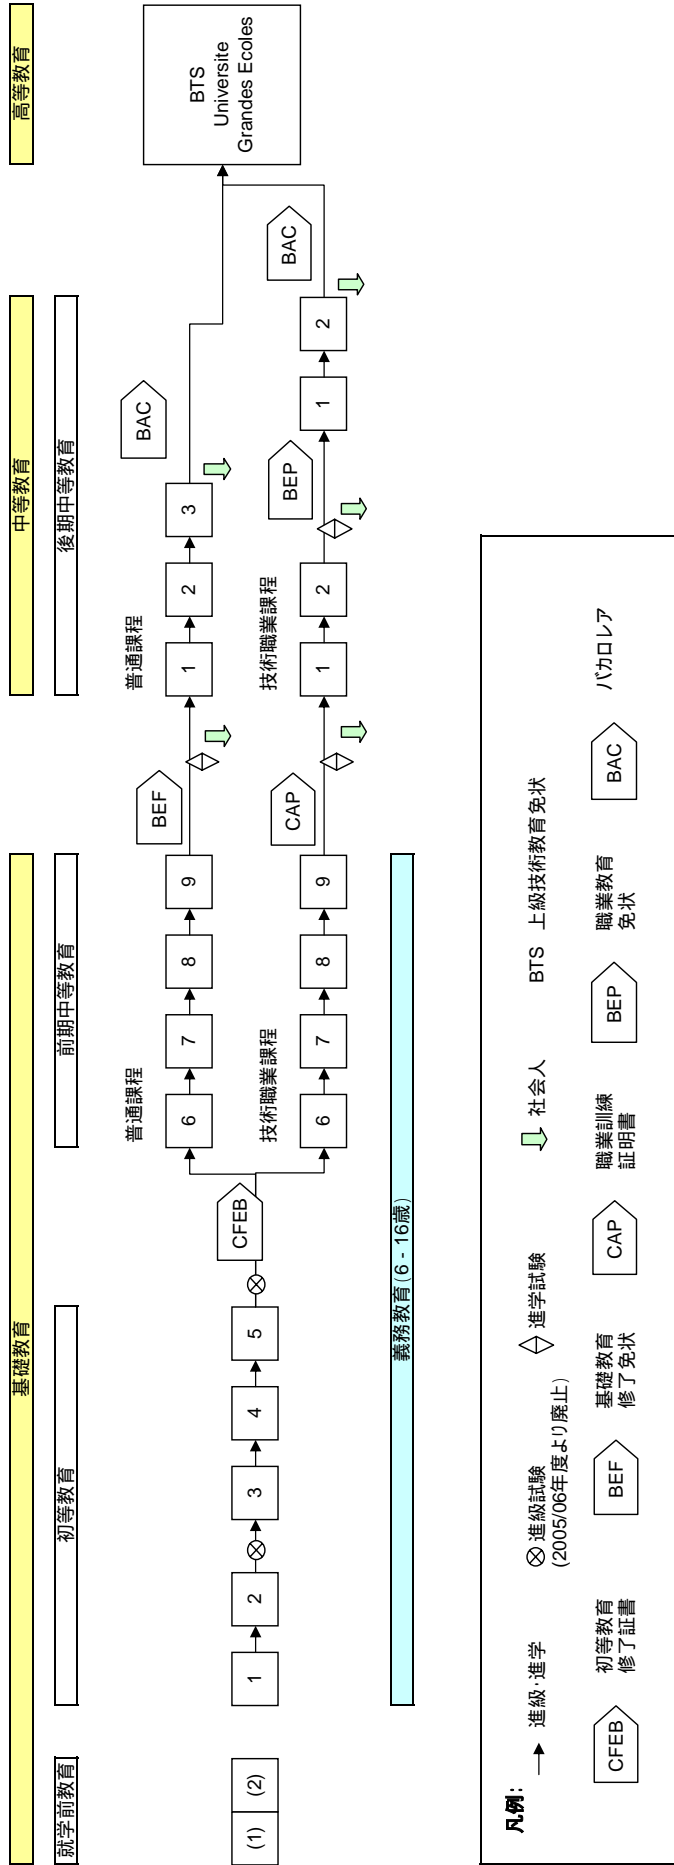 基礎教育
中等教育
高等教育
就学前教育
初等教育
前期中等教育
後期中等教育
普通課程
普通課程
BEF
BAC
6
7
8
9
1
2
3
(1)
(2)
1
2
3
4
5
CFEB
BTS
Universite
Grandes Ecoles
技術職業課程
技術職業課程
CAP
BEP
BAC
6
7
8
9
1
2
1
2
義務教育(6 - 16歳)
凡例:
進級・進学
進級試験
(2005/06年度より廃止)
進学試験
社会人
BTS 上級技術教育免状
CFEB
初等教育
修了証書
BEF
基礎教育
修了免状
CAP
職業訓練
証明書
BEP
職業教育
免状
BAC
バカロレア